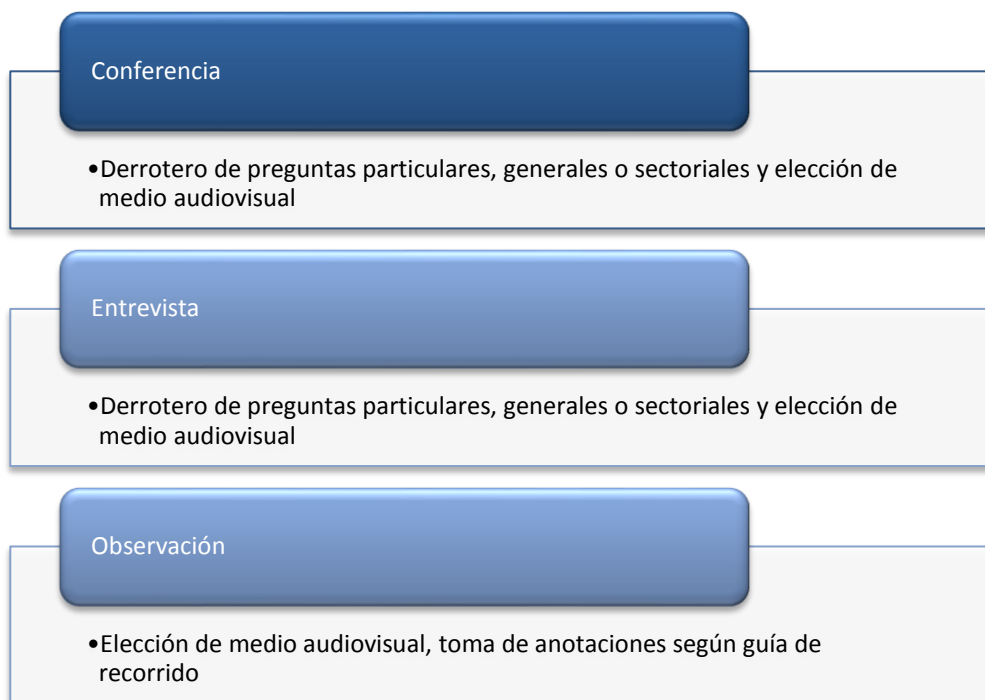 Conferencia
•Derrotero de preguntas particulares, generales o sectoriales y elección de
medio audiovisual
Entrevista
•Derrotero de preguntas particulares, generales o sectoriales y elección de
medio audiovisual
Observación
•Elección de medio audiovisual, toma de anotaciones según guía de
recorrido